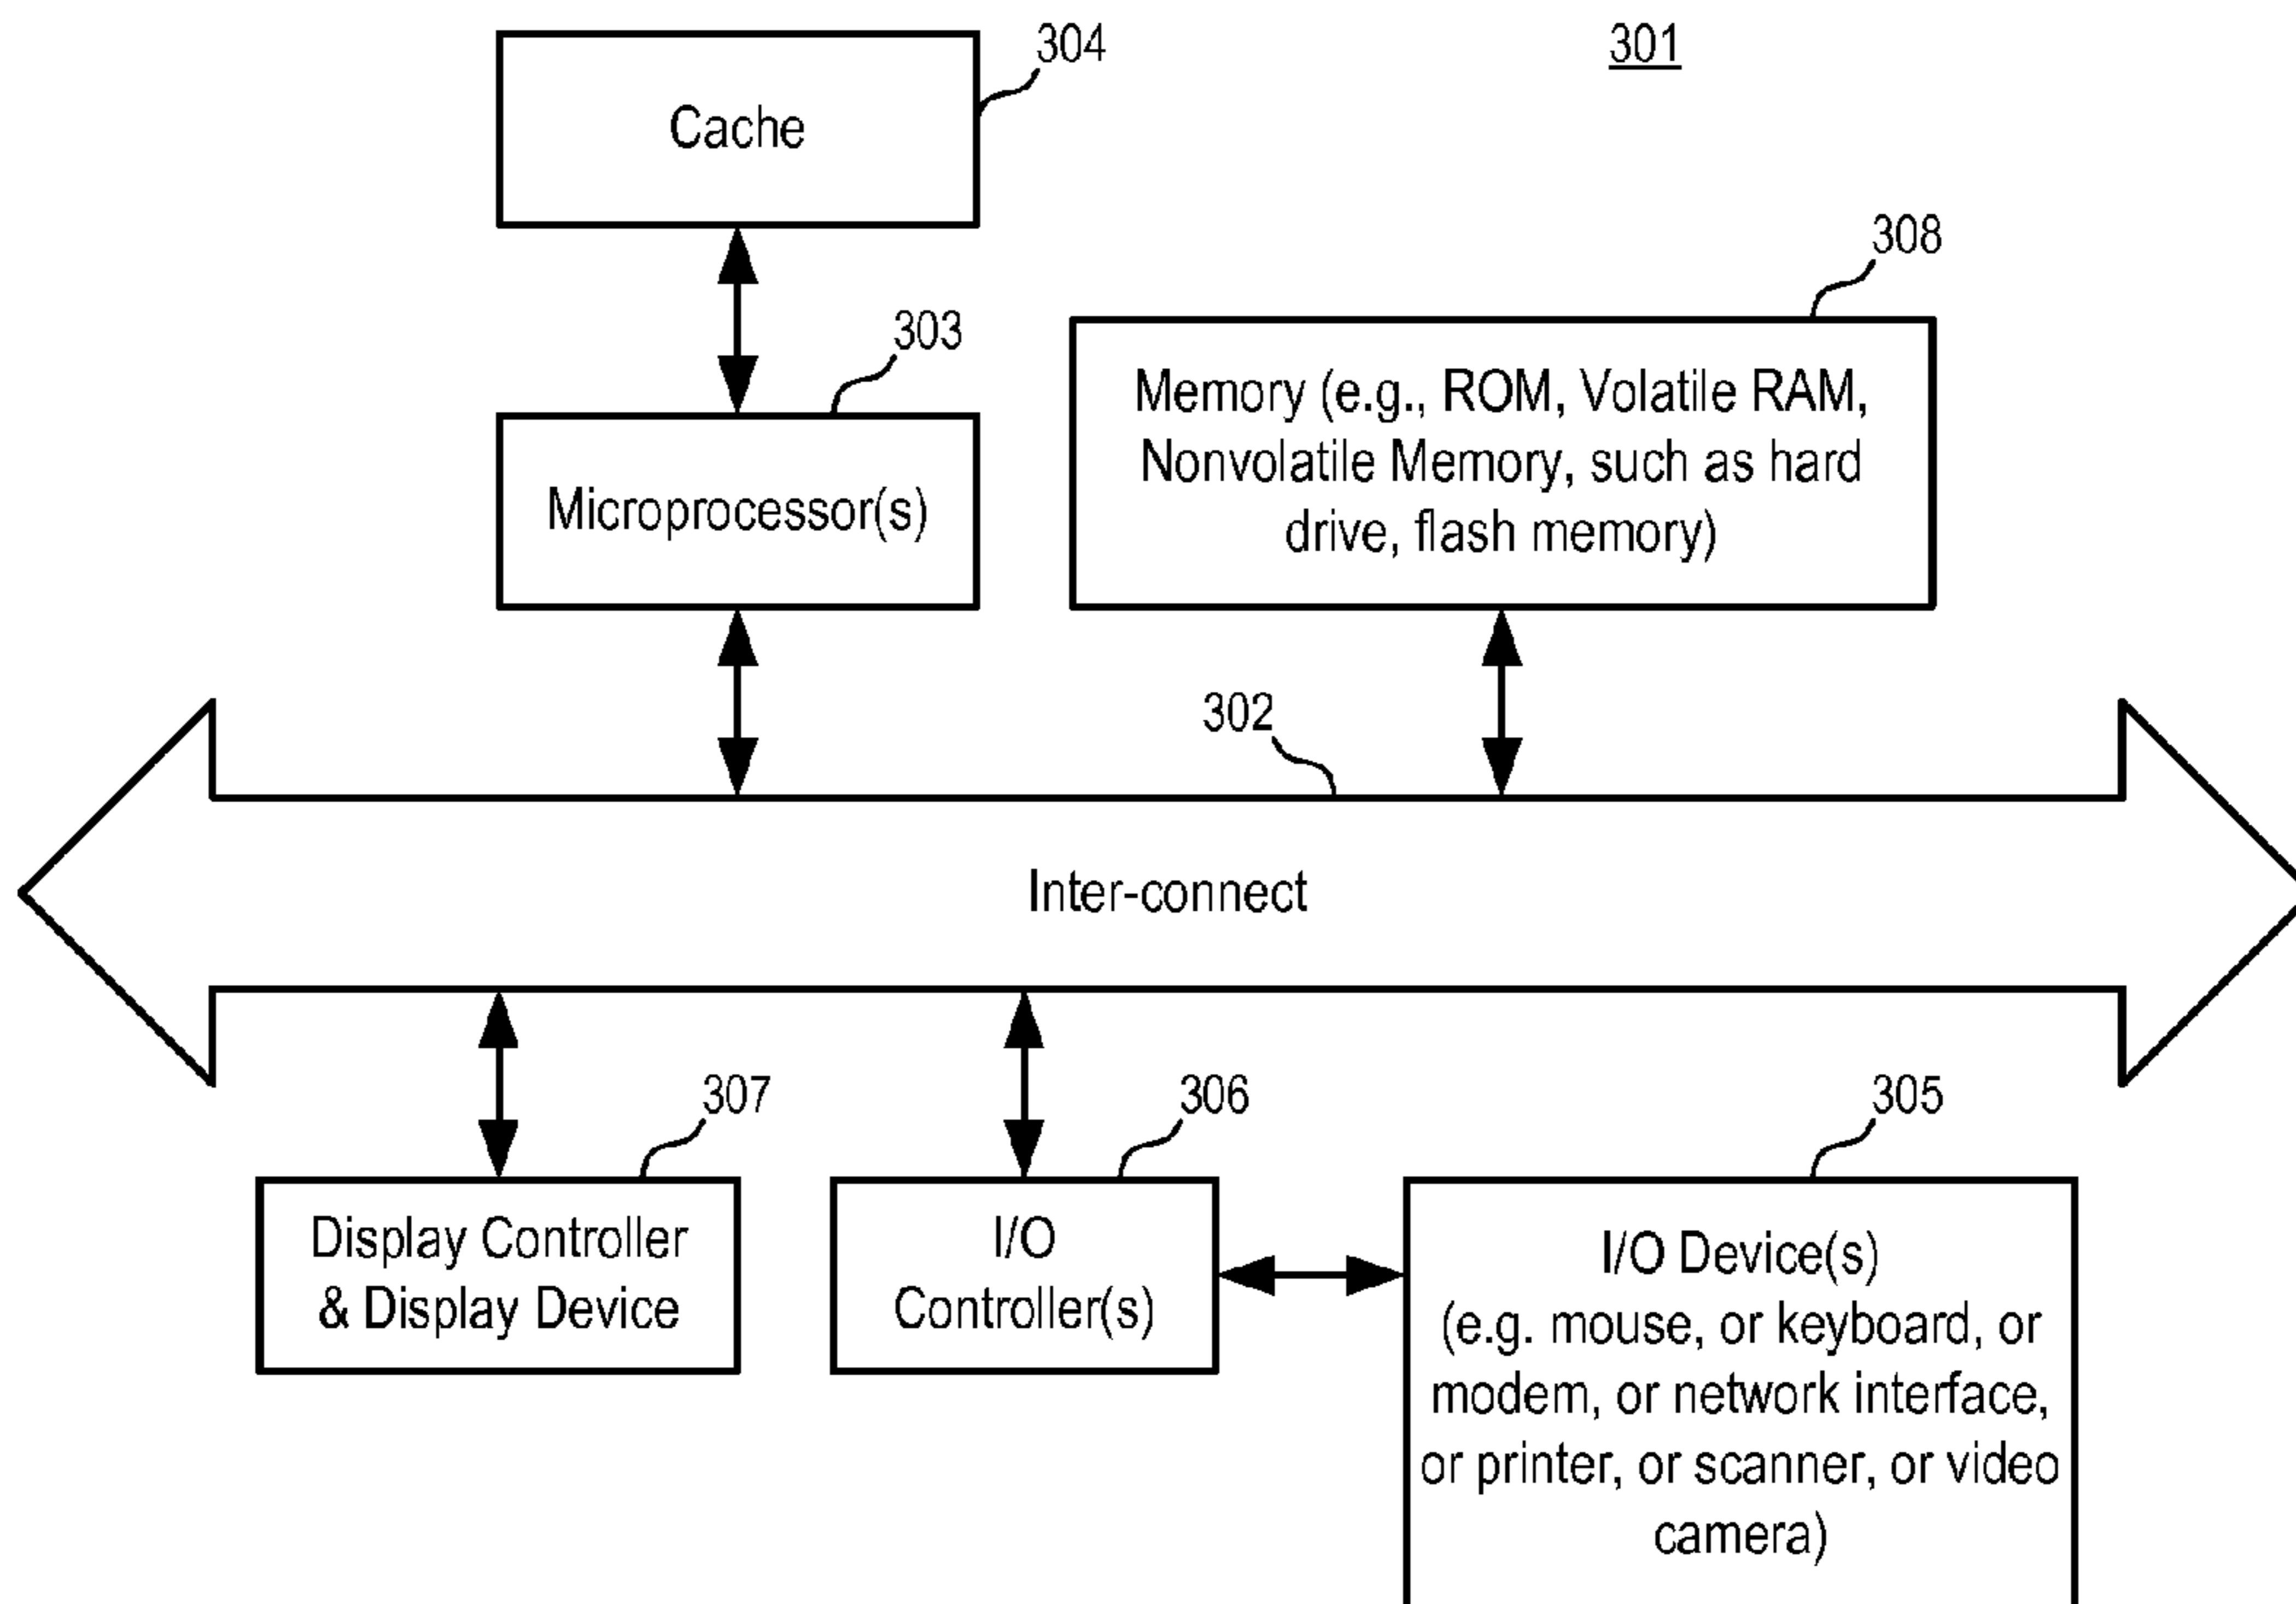 304
301
Cache
308
303
Memory (e.g., ROM, Volatile RAM,
Nonvolatile Memory, such as hard
drive, flash memory)
Microprocessor(s)
302
Inter-connect
307
306
305
Display Controller
& Display Device
I/O
Controller(s)
I/O Device(s)
(e.g. mouse, or keyboard, or
modem, or network interface,
or printer, or scanner, or video
camera)